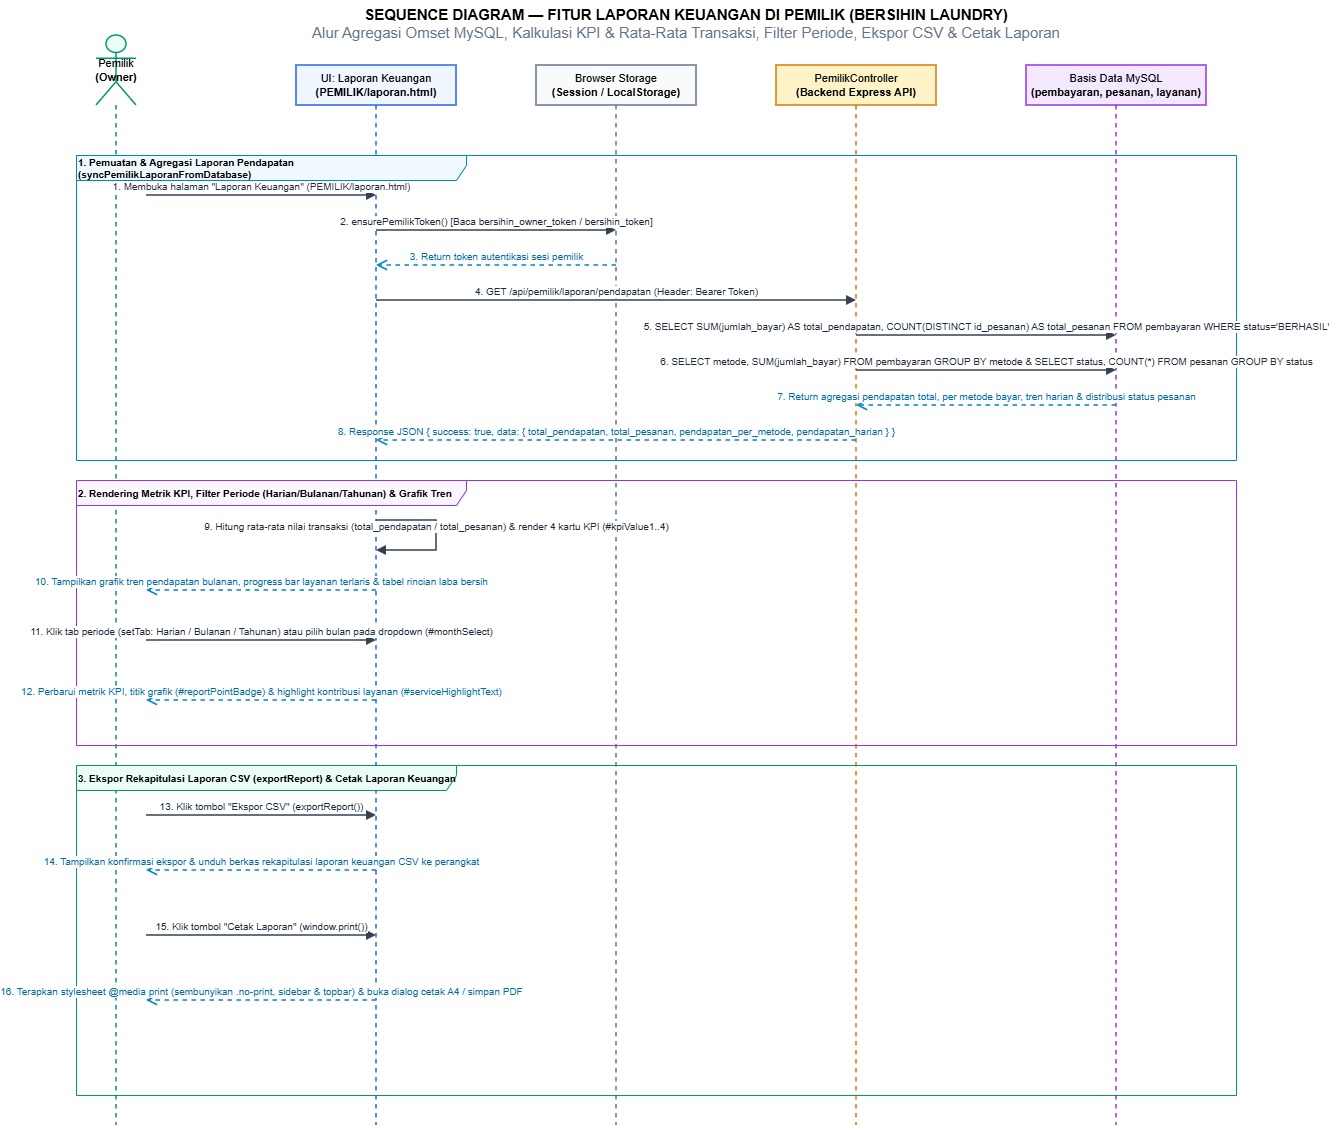 SEQUENCE DIAGRAM — FITUR LAPORAN KEUANGAN DI PEMILIK (BERSIHIN LAUNDRY)
Alur Agregasi Omset MySQL, Kalkulasi KPI & Rata-Rata Transaksi, Filter Periode, Ekspor CSV & Cetak Laporan
Pemilik
(Owner)
UI: Laporan Keuangan
(PEMILIK/laporan.html)
Browser Storage
(Session / LocalStorage)
PemilikController
(Backend Express API)
Basis Data MySQL
(pembayaran, pesanan, layanan)
1. Pemuatan & Agregasi Laporan Pendapatan
(syncPemilikLaporanFromDatabase)
1. Membuka halaman "Laporan Keuangan" (PEMILIK/laporan.html)
2. ensurePemilikToken() [Baca bersihin_owner_token / bersihin_token]
3. Return token autentikasi sesi pemilik
4. GET /api/pemilik/laporan/pendapatan (Header: Bearer Token)
5. SELECT SUM(jumlah_bayar) AS total_pendapatan, COUNT(DISTINCT id_pesanan) AS total_pesanan FROM pembayaran WHERE status='BERHASIL'
6. SELECT metode, SUM(jumlah_bayar) FROM pembayaran GROUP BY metode & SELECT status, COUNT(*) FROM pesanan GROUP BY status
7. Return agregasi pendapatan total, per metode bayar, tren harian & distribusi status pesanan
8. Response JSON { success: true, data: { total_pendapatan, total_pesanan, pendapatan_per_metode, pendapatan_harian } }
2. Rendering Metrik KPI, Filter Periode (Harian/Bulanan/Tahunan) & Grafik Tren
9. Hitung rata-rata nilai transaksi (total_pendapatan / total_pesanan) & render 4 kartu KPI (#kpiValue1..4)
10. Tampilkan grafik tren pendapatan bulanan, progress bar layanan terlaris & tabel rincian laba bersih
11. Klik tab periode (setTab: Harian / Bulanan / Tahunan) atau pilih bulan pada dropdown (#monthSelect)
12. Perbarui metrik KPI, titik grafik (#reportPointBadge) & highlight kontribusi layanan (#serviceHighlightText)
3. Ekspor Rekapitulasi Laporan CSV (exportReport) & Cetak Laporan Keuangan
13. Klik tombol "Ekspor CSV" (exportReport())
14. Tampilkan konfirmasi ekspor & unduh berkas rekapitulasi laporan keuangan CSV ke perangkat
15. Klik tombol "Cetak Laporan" (window.print())
16. Terapkan stylesheet @media print (sembunyikan .no-print, sidebar & topbar) & buka dialog cetak A4 / simpan PDF